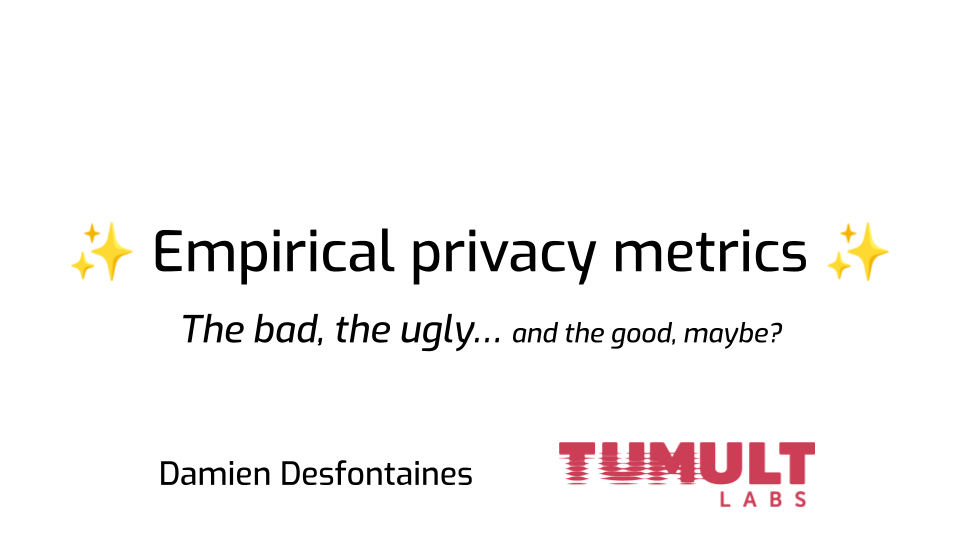 ✨ Empirical privacy metrics ✨
The bad, the ugly... and the good, maybe?
Damien Desfontaines
TUMULT
LABS